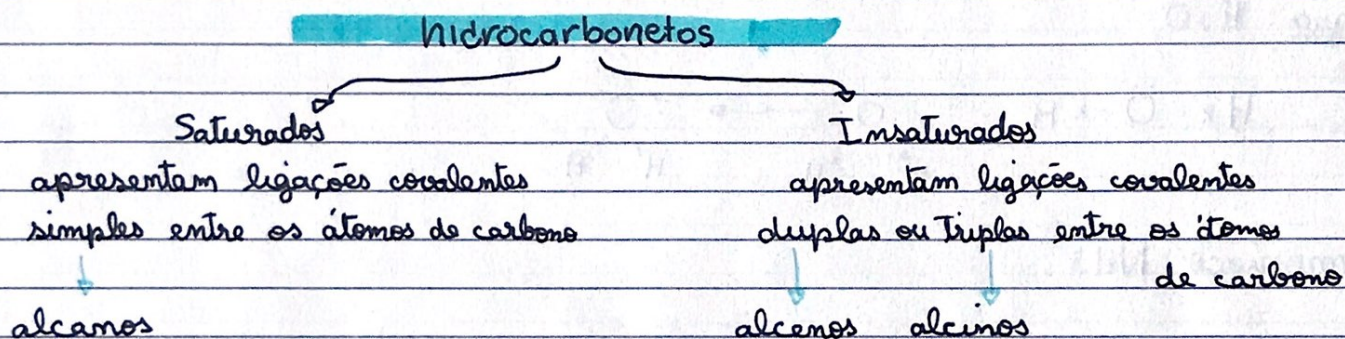 hidrocarbonetos
Saturados
apresentam ligações covalentes
simples entre os átomos de carbono
alcanos
Insaturados
apresentam ligações covalentes
duplas ou Triplas entre os átomos
de carbono
alcenos alcinos